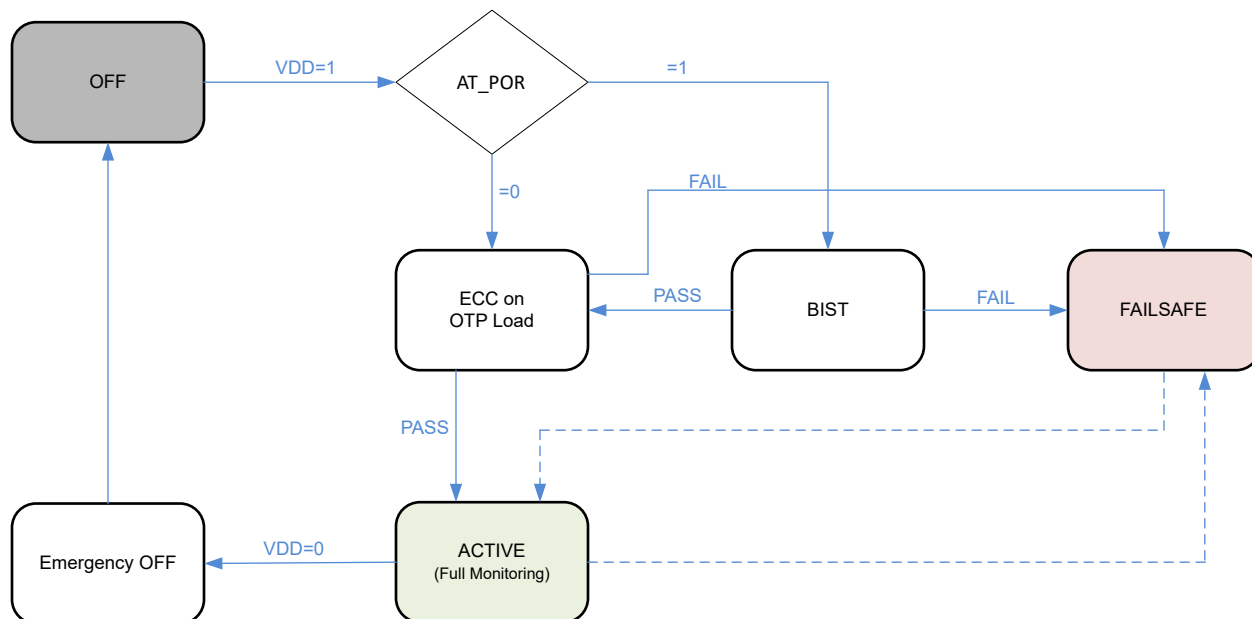 OFF
VDD=1
AT_POR
=1
=0
FAIL
ECC on
OTP Load
PASS
BIST
FAIL
FAILSAFE
PASS
Emergency OFF
VDD=0
ACTIVE
(Full Monitoring)